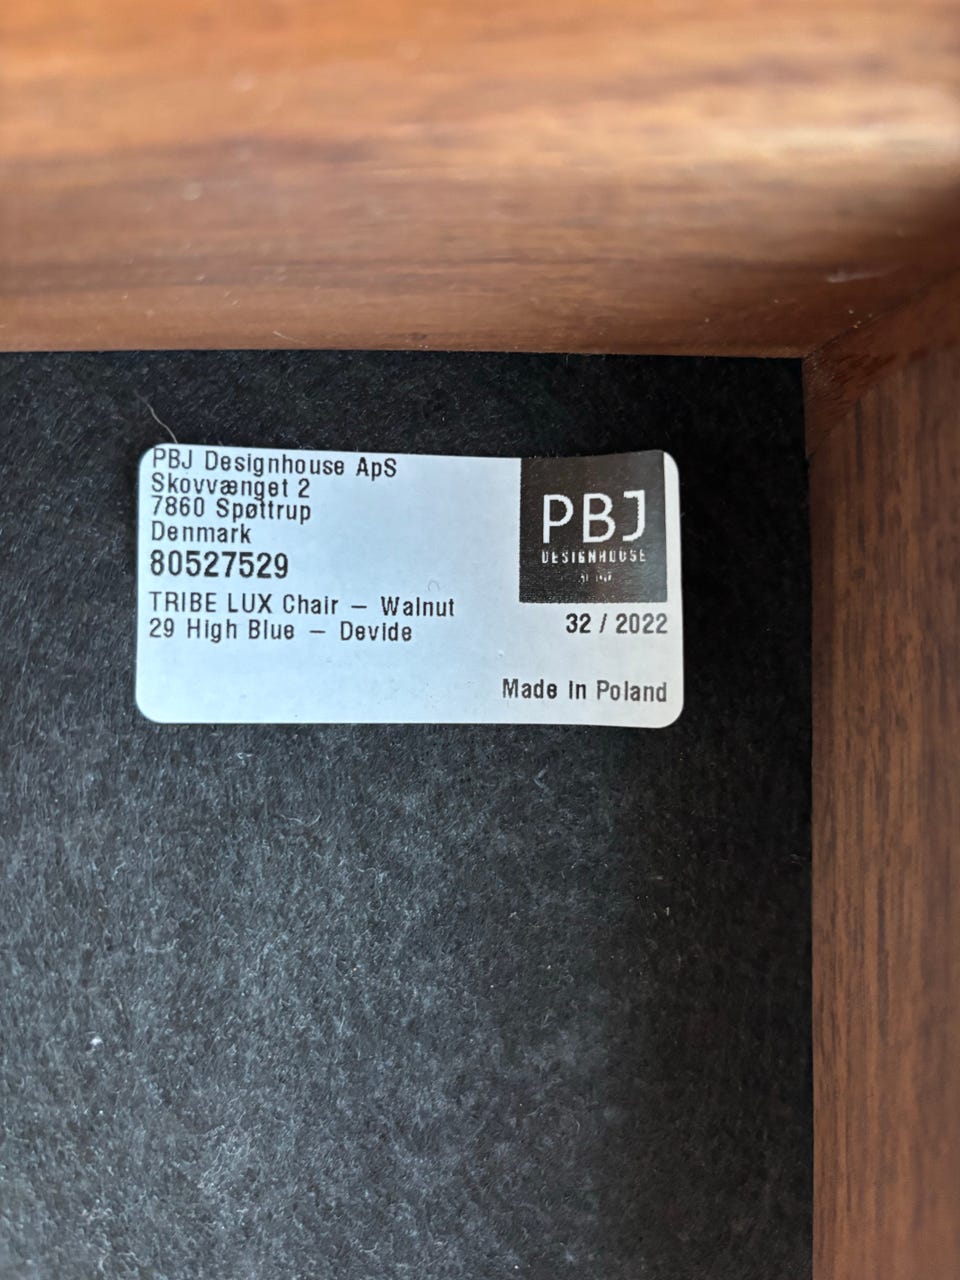 PBJ Designhouse ApS
Skovvænget 2
7860 Spøttrup
Denmark
80527529
TRIBE LUX Chair – Walnut
29 High Blue – Devide
PBJ
DESIGNHOUSE
32 / 2022
Made in Poland